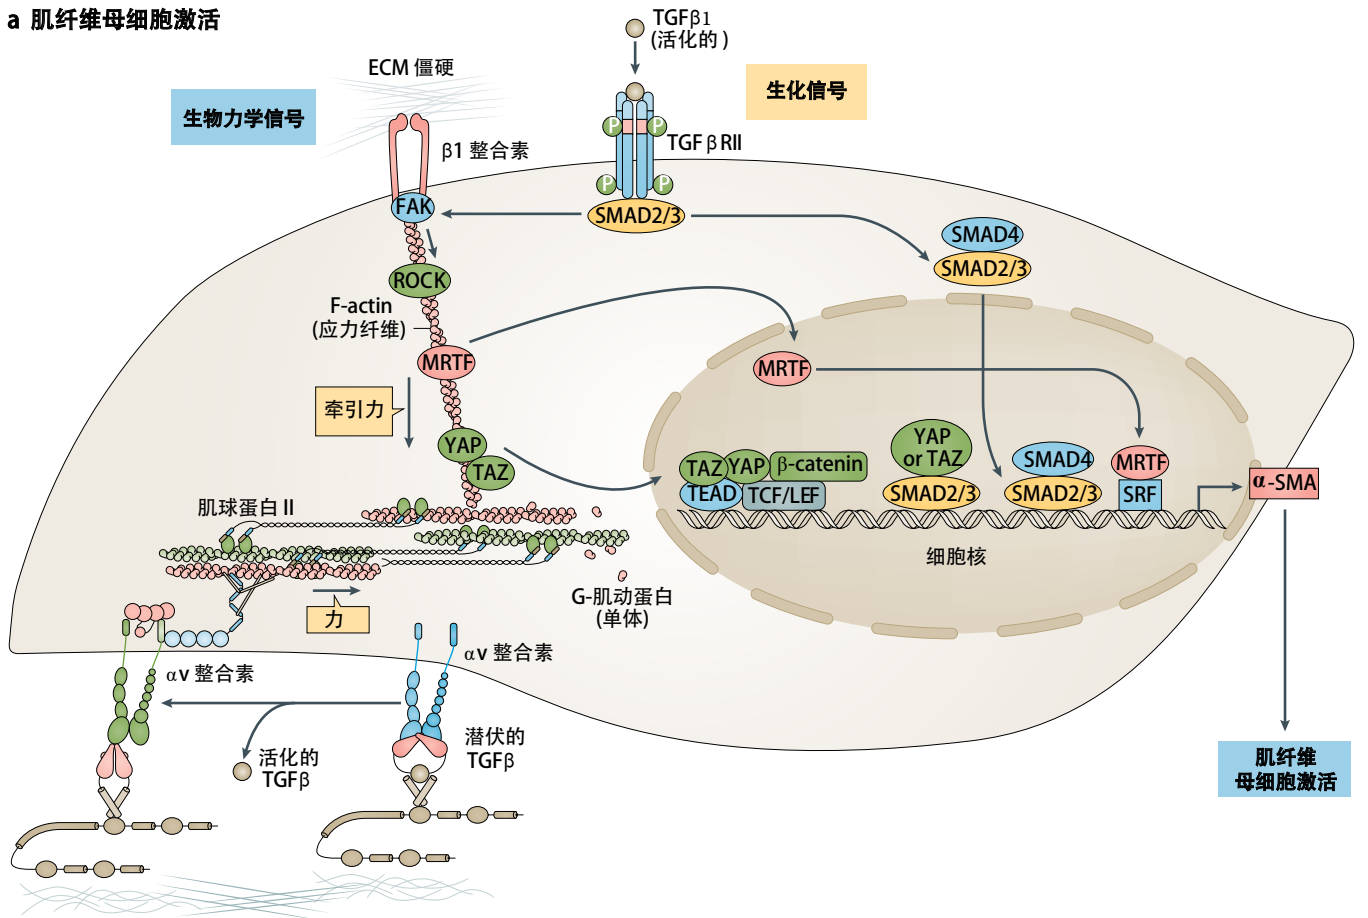 a 肌纤维母细胞激活
TGFβ1
(活化的 )
ECM 僵硬
生物力学信号
生化信号
β1 整合素
P
P
TGF β RII
P
P
FAK
SMAD2/3
SMAD4
SMAD2/3
ROCK
F-actin
(应力纤维)
MRTF
MRTF
牵引力
YAP
TAZ
YAP
or TAZ
SMAD2/3
TAZ
YAP
β-catenin
TEAD
TCF/LEF
SMAD4
SMAD2/3
MRTF
SRF
α-SMA
细胞核
肌球蛋白 II
G-肌动蛋白
(单体)
力
αv 整合素
αv 整合素
活化的
TGFβ
潜伏的
TGFβ
肌纤维
母细胞激活